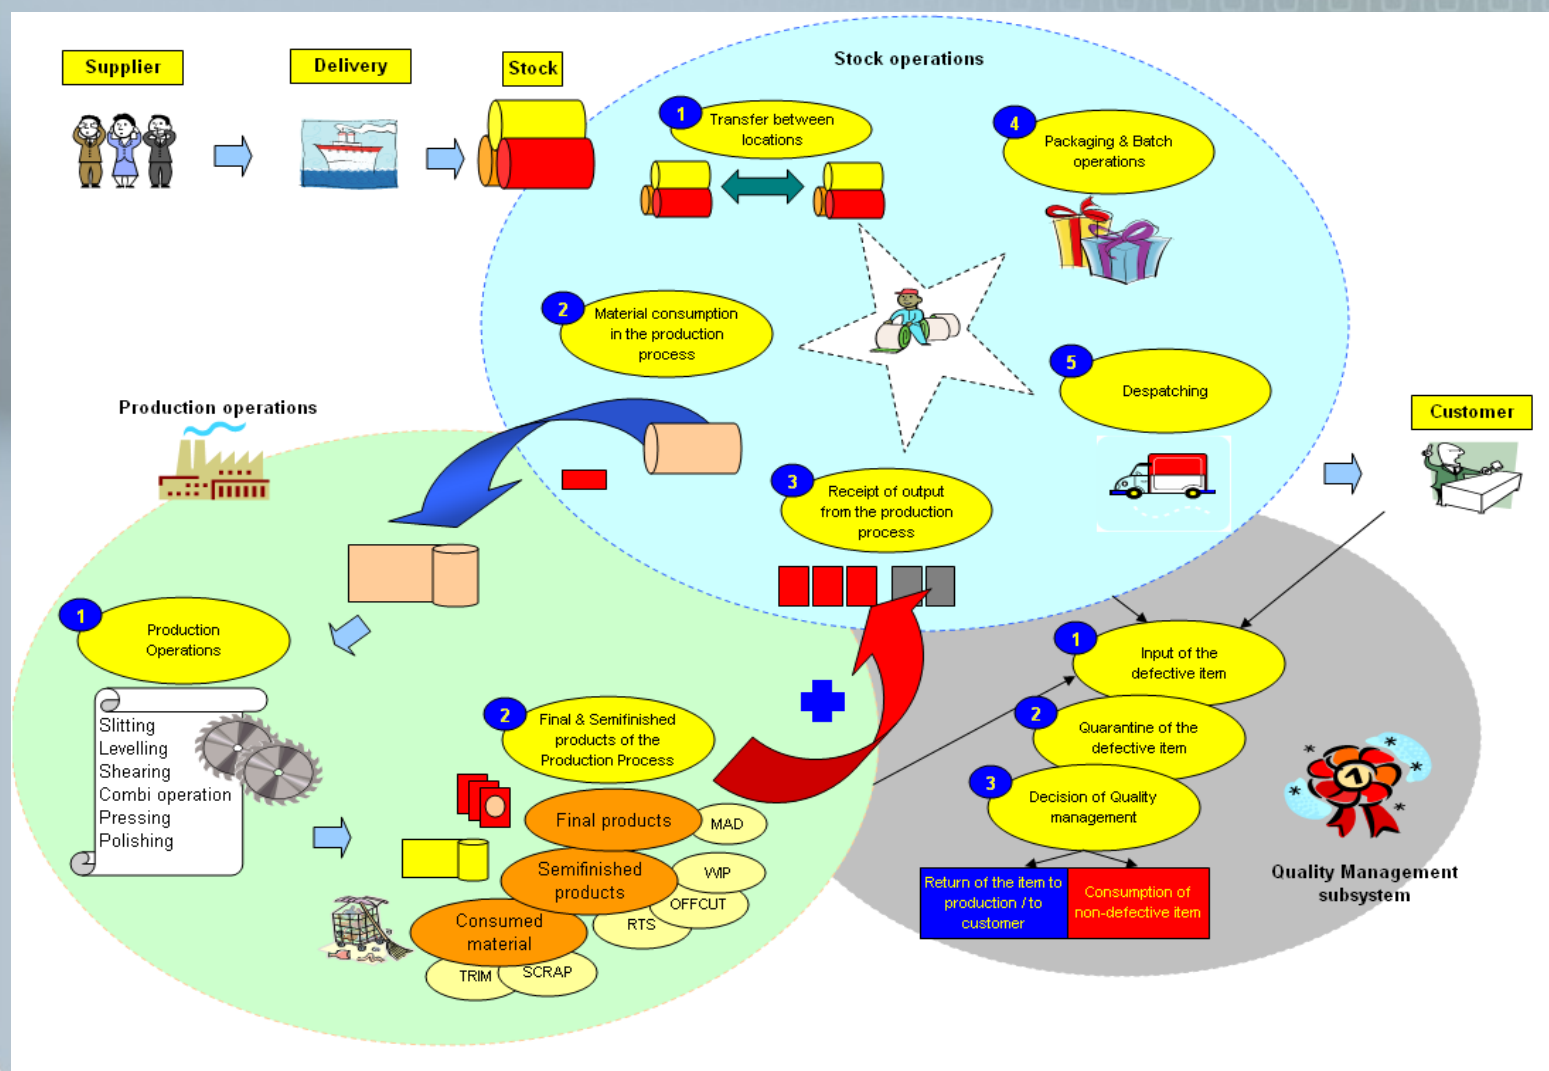 Supplier
Delivery
Stock
Stock operations
1
Transfer between
locations
4
Packaging & Batch
operations
2
Material consumption
in the production
process
5
Despatching
Customer
Production operations
3
Receipt of output
from the production
process
1
Production
Operations
Slitting
Levelling
Shearing
Combi operation
Pressing
Polishing
2
Final & Semifinished
products of the
Production Process
Final products
MAD
Semifinished
products
WIP
OFFCUT
RTS
Consumed
material
TRIM
SCRAP
1
Input of the
defective item
2
Quarantine of the
defective item
3
Decision of Quality
management
Return of the item to
production / to
customer
Consumption of
non-defective item
1
Quality Management
subsystem